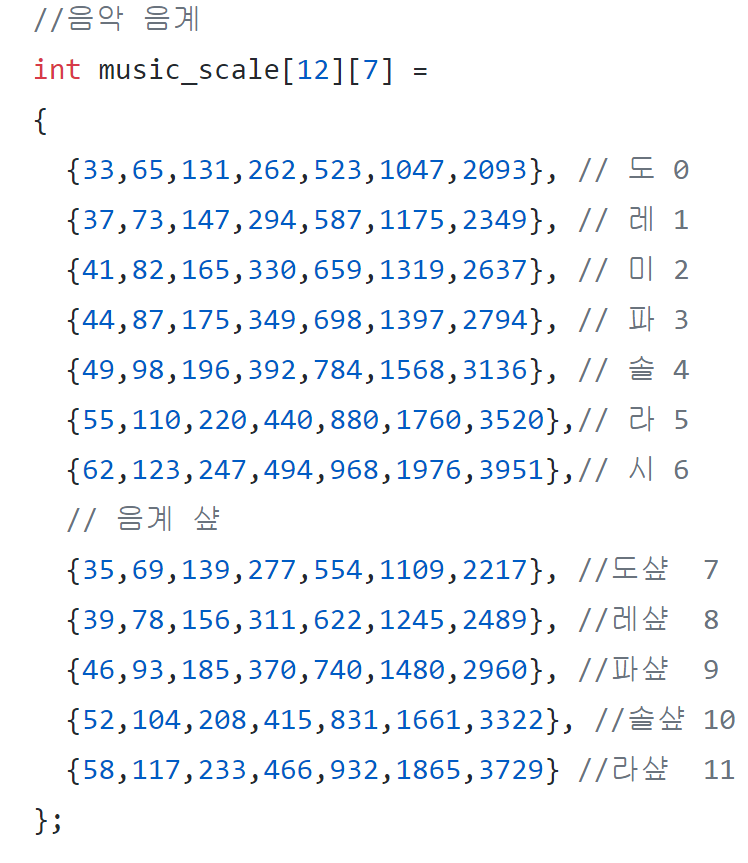 //음악 음계
int music_scale[12][7] =
{
{33,65,131,262,523,1047,2093}, // 도 0
{37,73,147,294,587,1175,2349}, // 레 1
{41,82,165,330,659,1319,2637}, // 미 2
{44,87,175,349,698,1397,2794}, // 파 3
{49,98,196,392,784,1568,3136}, // 솔 4
{55,110,220,440,880,1760,3520},// 라 5
{62,123,247,494,968,1976,3951},// 시 6
// 음계 샾
{35,69,139,277,554,1109,2217}, //도샾 7
{39,78,156,311,622,1245,2489}, //레샾 8
{46,93,185,370,740,1480,2960}, //파샾 9
{52,104,208,415,831,1661,3322}, //솔샾 10
{58,117,233,466,932,1865,3729} //라샾 11
};